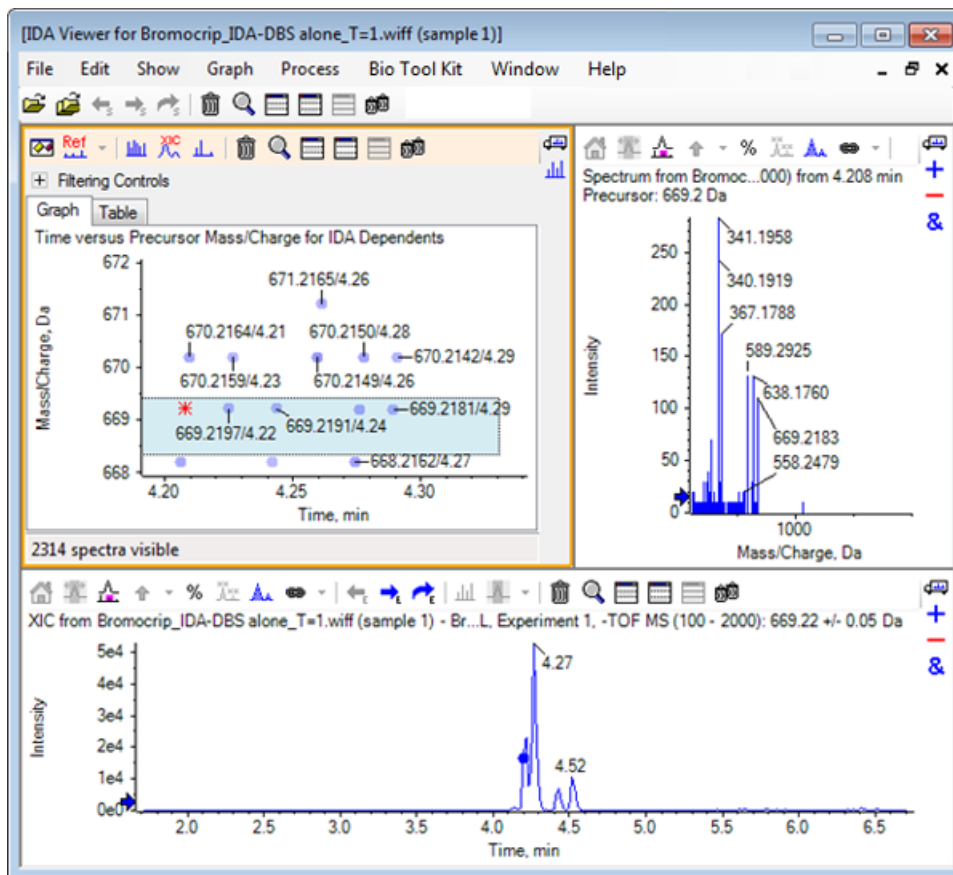 [IDA Viewer for Bromocrip_IDA-DBS alone_T=1.wiff (sample 1)]
File Edit Show Graph Process Bio Tool Kit Window Help
Ref
XIC
Filtering Controls
Graph Table
Time versus Precursor Mass/Charge for IDA Dependents
Mass/Charge, Da
672
671
670
669
668
671.2165/4.26
670.2164/4.21
670.2150/4.28
670.2142/4.29
670.2159/4.23
670.2149/4.26
669.2197/4.22
669.2191/4.24
669.2181/4.29
668.2162/4.27
4.20 4.25 4.30
Time, min
2314 spectra visible
%
Spectrum from Bromoc...000) from 4.208 min
Precursor: 669.2 Da
&
Intensity
250
200
150
100
50
0
341.1958
340.1919
367.1788
589.2925
638.1760
669.2183
558.2479
1000
Mass/Charge, Da
%
XIC from Bromocrip_IDA-DBS alone_T=1.wiff (sample 1) - Br...L, Experiment 1, -TOF MS (100 - 2000): 669.22 +/- 0.05 Da
&
Intensity
5e4
4e4
3e4
2e4
1e4
0e0
4.27
4.52
2.0 2.5 3.0 3.5 4.0 4.5 5.0 5.5 6.0 6.5
Time, min